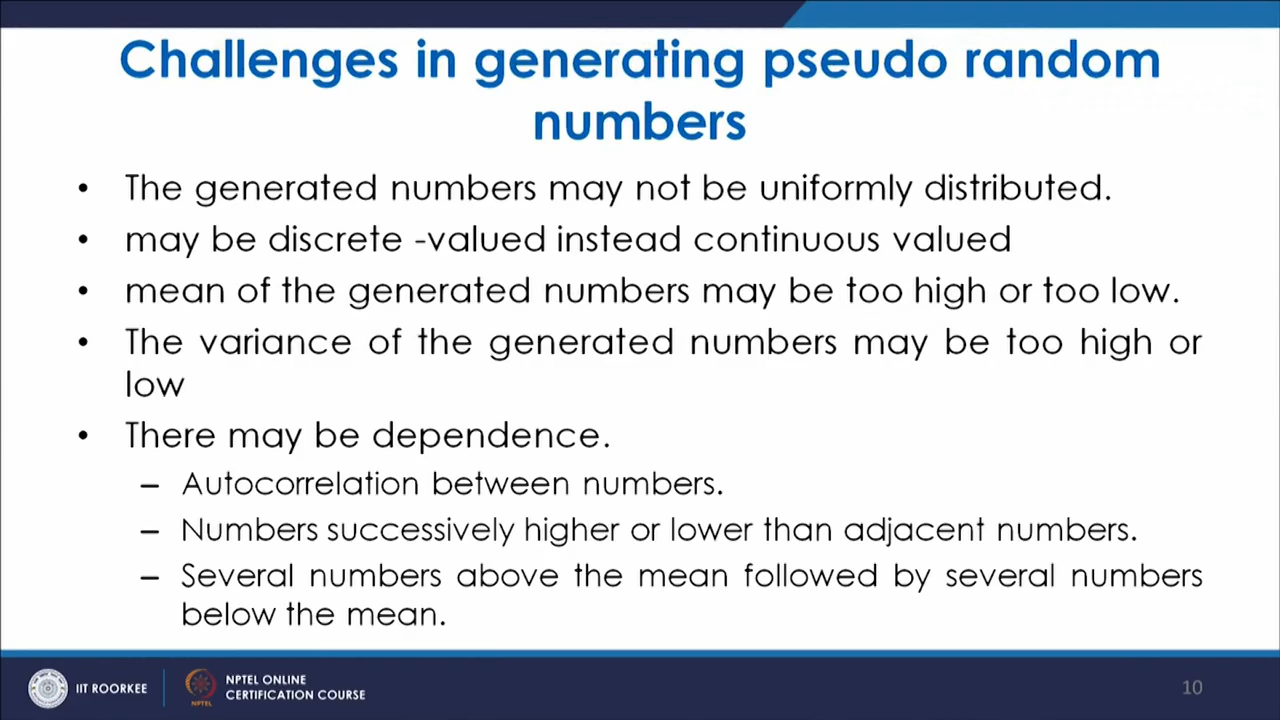 Challenges in generating pseudo random
numbers
• The generated numbers may not be uniformly distributed.
• may be discrete -valued instead continuous valued
• mean of the generated numbers may be too high or too low.
• The variance of the generated numbers may be too high or
low
• There may be dependence.
– Autocorrelation between numbers.
– Numbers successively higher or lower than adjacent numbers.
– Several numbers above the mean followed by several numbers
below the mean.
IIT ROORKEE
NPTEL
NPTEL ONLINE
CERTIFICATION COURSE
10